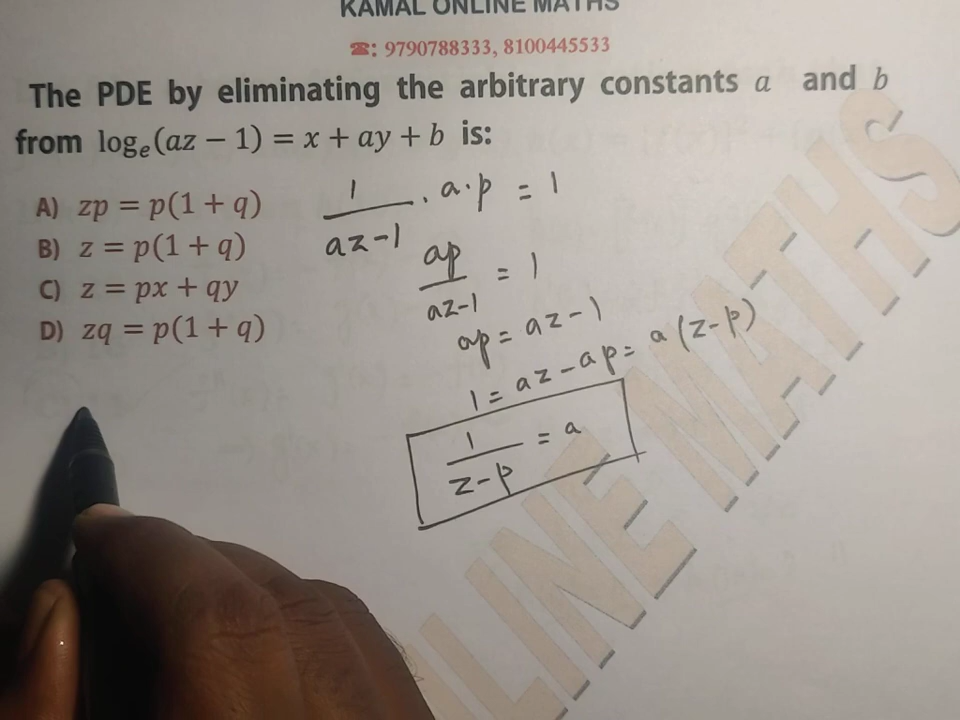 KAMAL ONLINE MATHS
☎: 9790788333, 8100445533
The PDE by eliminating the arbitrary constants a and b
from logₑ(az − 1) = x + ay + b is:
A) zp = p(1 + q)
B) z = p(1 + q)
C) z = px + qy
D) zq = p(1 + q)
1/(az-1) . a.p = 1
ap/(az-1) = 1
ap = az-1
1 = az-ap = a(z-p)
1/(z-p) = a
ONLINE MATHS